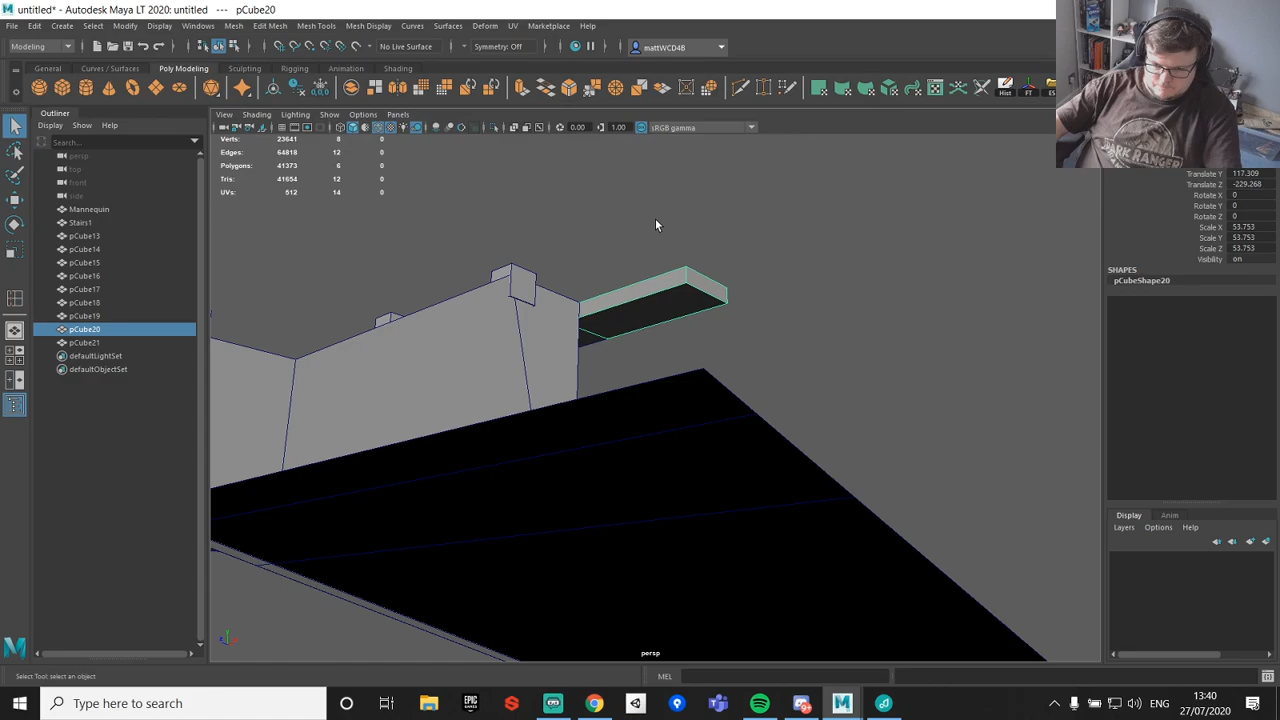 untitled* - Autodesk Maya LT 2020: untitled --- pCube20
File Edit Create Select Modify Display Windows Mesh Edit Mesh Mesh Tools Mesh Display Curves Surfaces Deform UV Marketplace Help
Modeling No Live Surface Symmetry: Off mattWCD4B
General Curves / Surfaces Poly Modeling Sculpting Rigging Animation Shading
Hist FT
Outliner
Display Show Help
Search...
persp
top
front
side
Mannequin
Stairs1
pCube13
pCube14
pCube15
pCube16
pCube17
pCube18
pCube19
pCube20
pCube21
defaultLightSet
defaultObjectSet
View Shading Lighting Show Renderer Options Panels
0.00 1.00 sRGB gamma
Verts: 23641 8 0
Edges: 64818 12 0
Polygons: 41373 6 0
Tris: 41654 12 0
UVs: 512 14 0
persp
DARK RANGER
Translate Y 117.309
Translate Z -229.268
Rotate X 0
Rotate Y 0
Rotate Z 0
Scale X 53.753
Scale Y 53.753
Scale Z 53.753
Visibility on
SHAPES
pCubeShape20
Display Anim
Layers Options Help
Select Tool: select an object
MEL
Type here to search
EPIC GAMES
ENG
13:40
27/07/2020